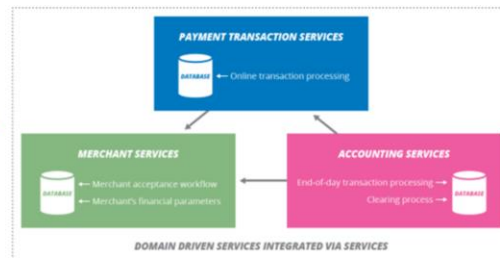 PAYMENT TRANSACTION SERVICES
DATABASE
Online transaction processing
MERCHANT SERVICES
DATABASE
Merchant acceptance workflow
Merchant's financial parameters
ACCOUNTING SERVICES
End-of-day transaction processing
Clearing process
DATABASE
DOMAIN DRIVEN SERVICES INTEGRATED VIA SERVICES